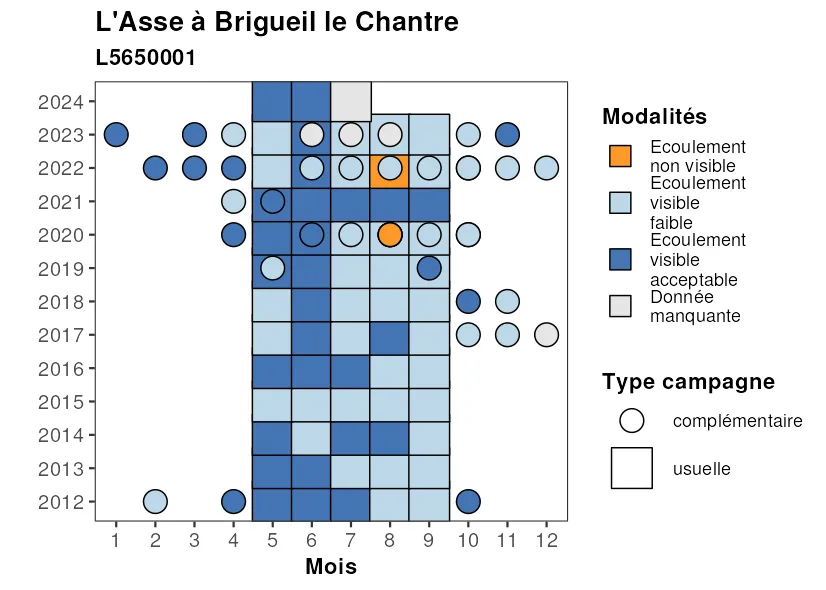 L'Asse à Brigueil le Chantre
L5650001
2024
2023
2022
2021
2020
2019
2018
2017
2016
2015
2014
2013
2012
1 2 3 4 5 6 7 8 9 10 11 12
Mois
Modalités
Ecoulement
non visible
Ecoulement
visible
faible
Ecoulement
visible
acceptable
Donnée
manquante
Type campagne
complémentaire
usuelle